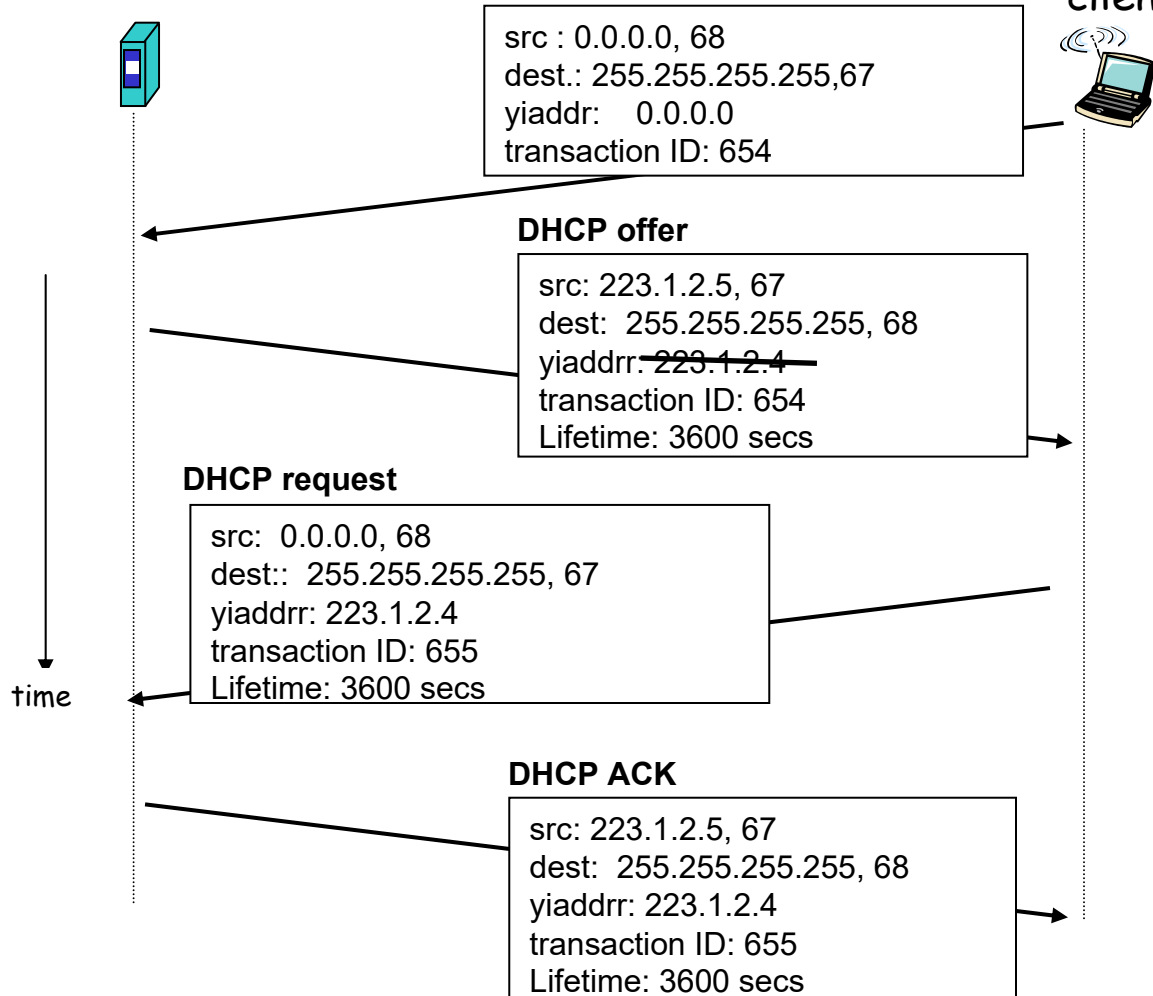 clien
src : 0.0.0.0, 68
dest.: 255.255.255.255,67
yiaddr: 0.0.0.0
transaction ID: 654
DHCP offer
src: 223.1.2.5, 67
dest: 255.255.255.255, 68
yiaddrr: 223.1.2.4
transaction ID: 654
Lifetime: 3600 secs
DHCP request
src: 0.0.0.0, 68
dest:: 255.255.255.255, 67
yiaddrr: 223.1.2.4
transaction ID: 655
Lifetime: 3600 secs
time
DHCP ACK
src: 223.1.2.5, 67
dest: 255.255.255.255, 68
yiaddrr: 223.1.2.4
transaction ID: 655
Lifetime: 3600 secs